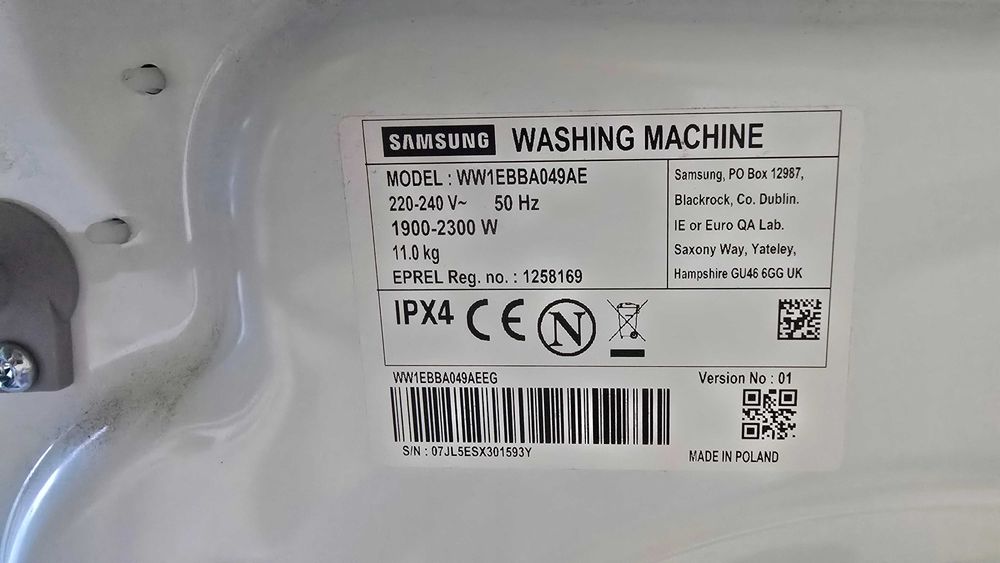 SAMSUNG WASHING MACHINE
MODEL : WW1EBBA049AE
220-240 V~ 50 Hz
1900-2300 W
11.0 kg
EPREL Reg. no. : 1258169
Samsung, PO Box 12987,
Blackrock, Co. Dublin.
IE or Euro QA Lab.
Saxony Way, Yateley,
Hampshire GU46 6GG UK
IPX4 CE N
WW1EBBA049AEEG
Version No : 01
S/N : 07JL5ESX301593Y
MADE IN POLAND